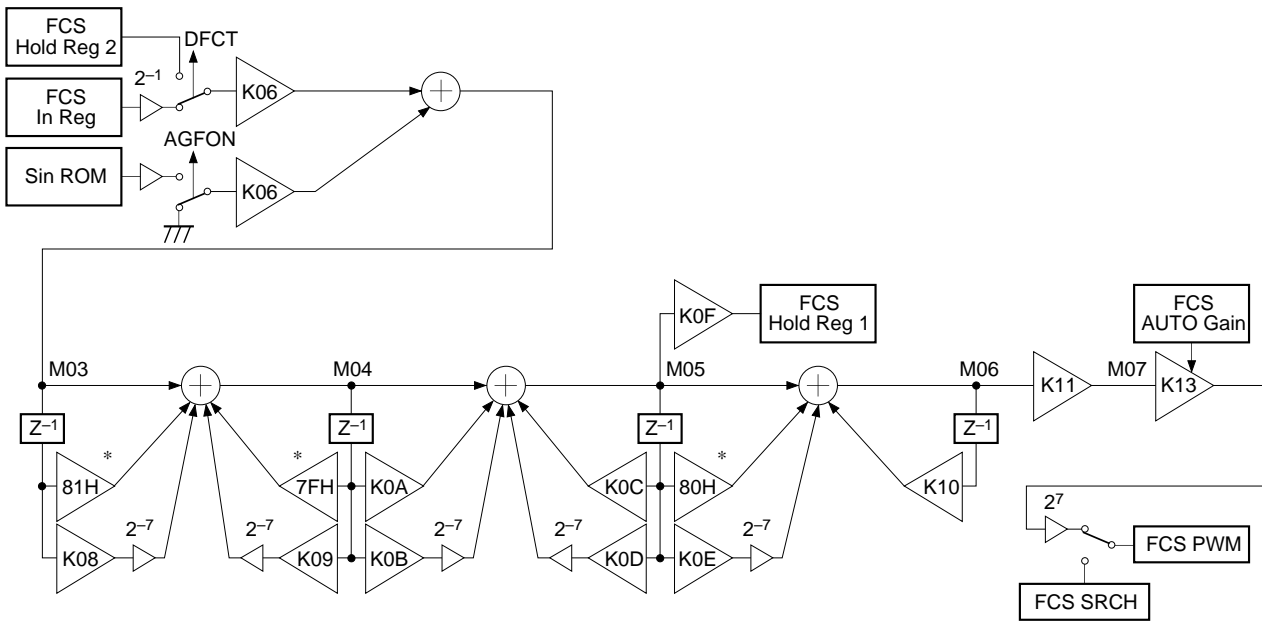 FCS
Hold Reg 2
DFCT
2–1
K06
FCS
In Reg
AGFON
Sin ROM
K06
K0F
FCS
Hold Reg 1
FCS
AUTO Gain
M03
M04
M05
M06
K11
M07
K13
Z–1
Z–1
Z–1
Z–1
81H
*
*
7FH
K0A
K0C
80H
*
K10
K08
2–7
2–7
K09
K0B
2–7
2–7
K0D
K0E
2–7
27
FCS PWM
FCS SRCH